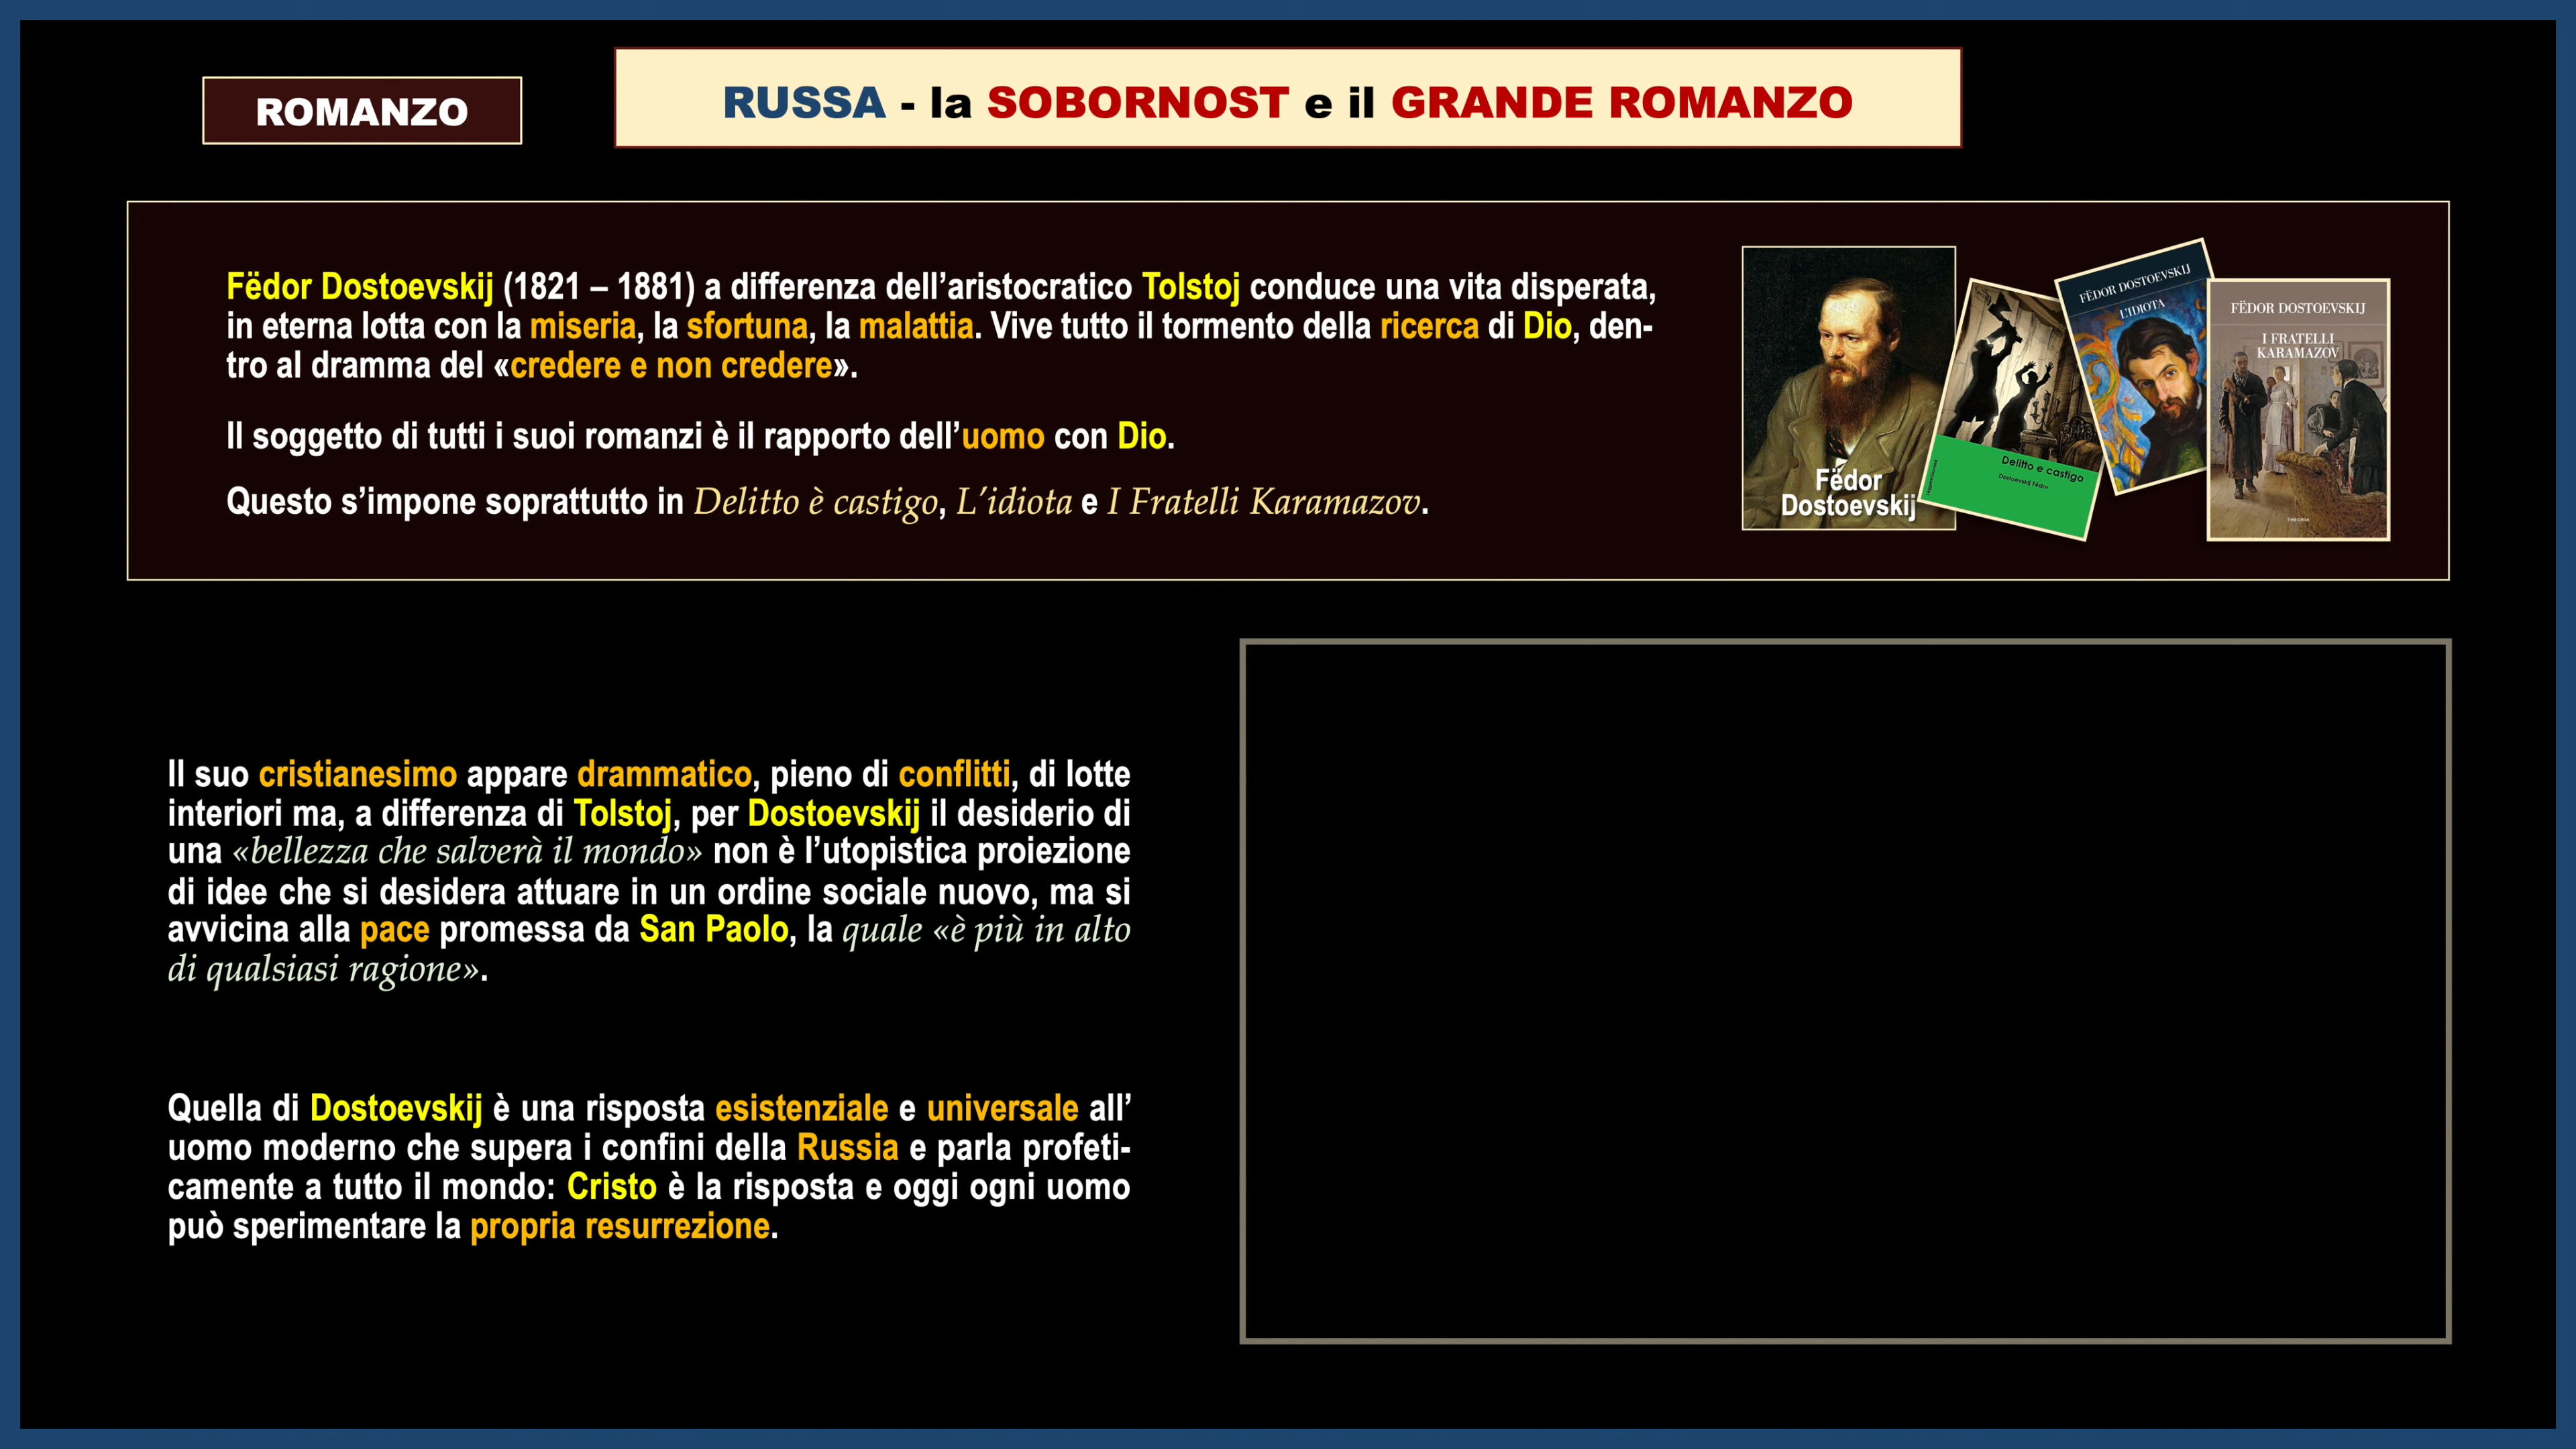 ROMANZO
RUSSA - la SOBORNOST e il GRANDE ROMANZO
Fëdor Dostoevskij (1821 – 1881) a differenza dell’aristocratico Tolstoj conduce una vita disperata,
in eterna lotta con la miseria, la sfortuna, la malattia. Vive tutto il tormento della ricerca di Dio, den-
tro al dramma del «credere e non credere».
Il soggetto di tutti i suoi romanzi è il rapporto dell’uomo con Dio.
Questo s’impone soprattutto in Delitto è castigo, L’idiota e I Fratelli Karamazov.
Fëdor
Dostoevskij
Delitto e castigo
Dostoevskij Fëdor
FËDOR DOSTOEVSKIJ
L'IDIOTA
FËDOR DOSTOEVSKIJ
I FRATELLI
KARAMAZOV
THEORIA
Il suo cristianesimo appare drammatico, pieno di conflitti, di lotte
interiori ma, a differenza di Tolstoj, per Dostoevskij il desiderio di
una «bellezza che salverà il mondo» non è l’utopistica proiezione
di idee che si desidera attuare in un ordine sociale nuovo, ma si
avvicina alla pace promessa da San Paolo, la quale «è più in alto
di qualsiasi ragione».
Quella di Dostoevskij è una risposta esistenziale e universale all’
uomo moderno che supera i confini della Russia e parla profeti-
camente a tutto il mondo: Cristo è la risposta e oggi ogni uomo
può sperimentare la propria resurrezione.